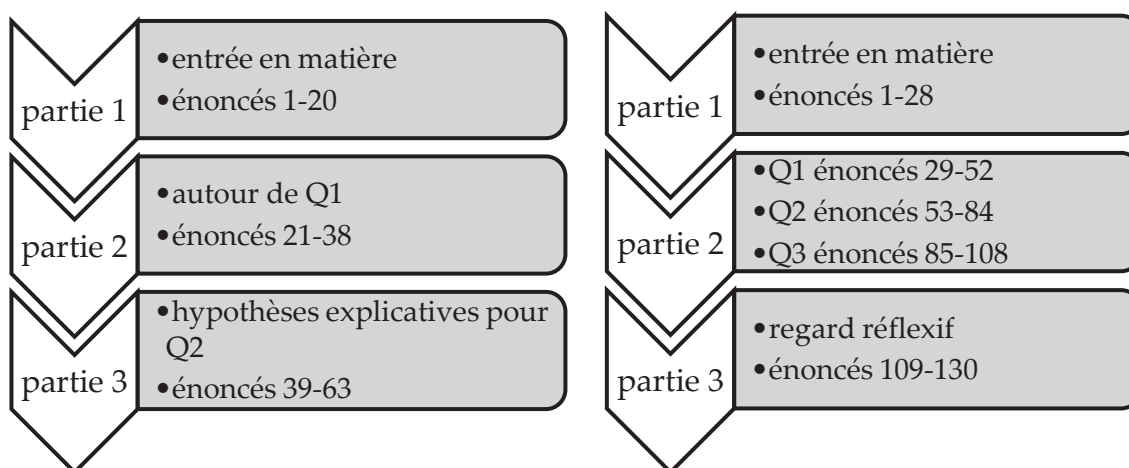 partie 1
•entrée en matière
•énoncés 1-20
partie 2
•autour de Q1
•énoncés 21-38
partie 3
•hypothèses explicatives pour
Q2
•énoncés 39-63
partie 1
•entrée en matière
•énoncés 1-28
partie 2
•Q1 énoncés 29-52
•Q2 énoncés 53-84
•Q3 énoncés 85-108
partie 3
•regard réflexif
•énoncés 109-130